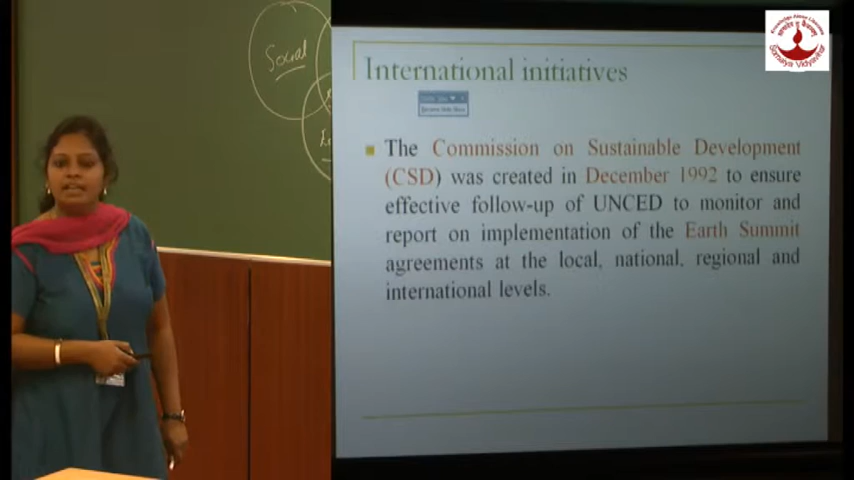 Social
International initiatives
The Commission on Sustainable Development
(CSD) was created in December 1992 to ensure
effective follow-up of UNCED to monitor and
report on implementation of the Earth Summit
agreements at the local, national, regional and
international levels.
Somaiya Vidyavihar